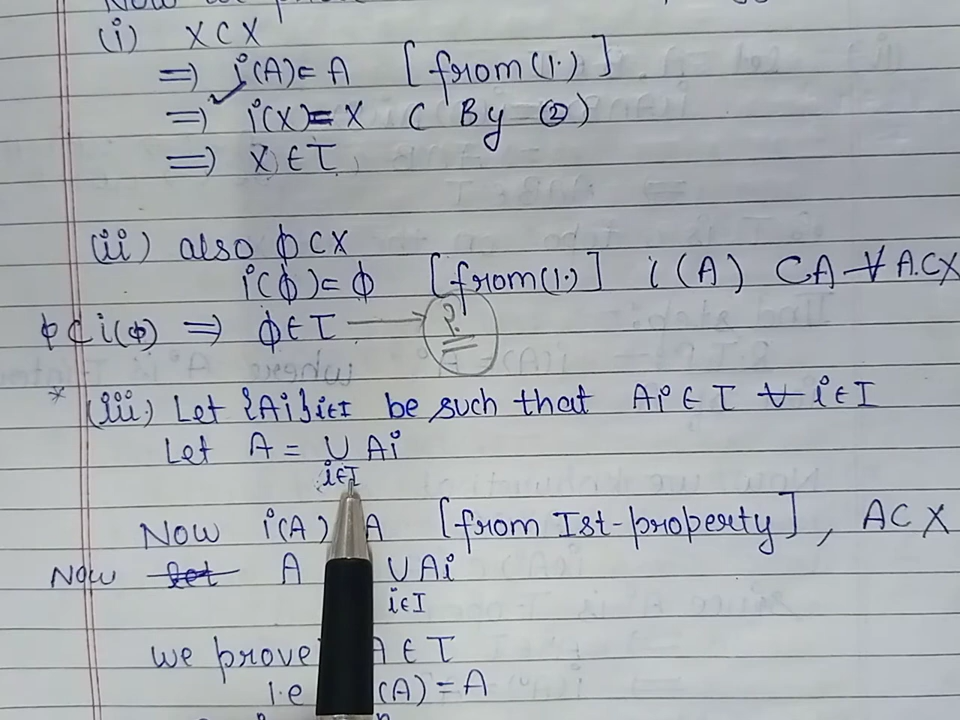 (i) X ⊂ X
⇒ i(A) = A [from (1.)]
⇒ i(X) = X ( By ②)
⇒ X ∈ T
(ii) also ϕ ⊂ X
i(ϕ) = ϕ [from (1.)] i(A) ⊂ A ∀ A.⊂X
ϕ ⊄ i(ϕ) ⇒ ϕ ∈ T → ?
* (iii.) Let {Ai}i∈I be such that Ai ∈ T ∀ i∈I
Let A = ∪ Ai
i∈I
Now i(A) A [from Ist-property], A ⊂ X
Now let A ∪ Ai
i∈I
we prove A ∈ T
i.e (A) = A